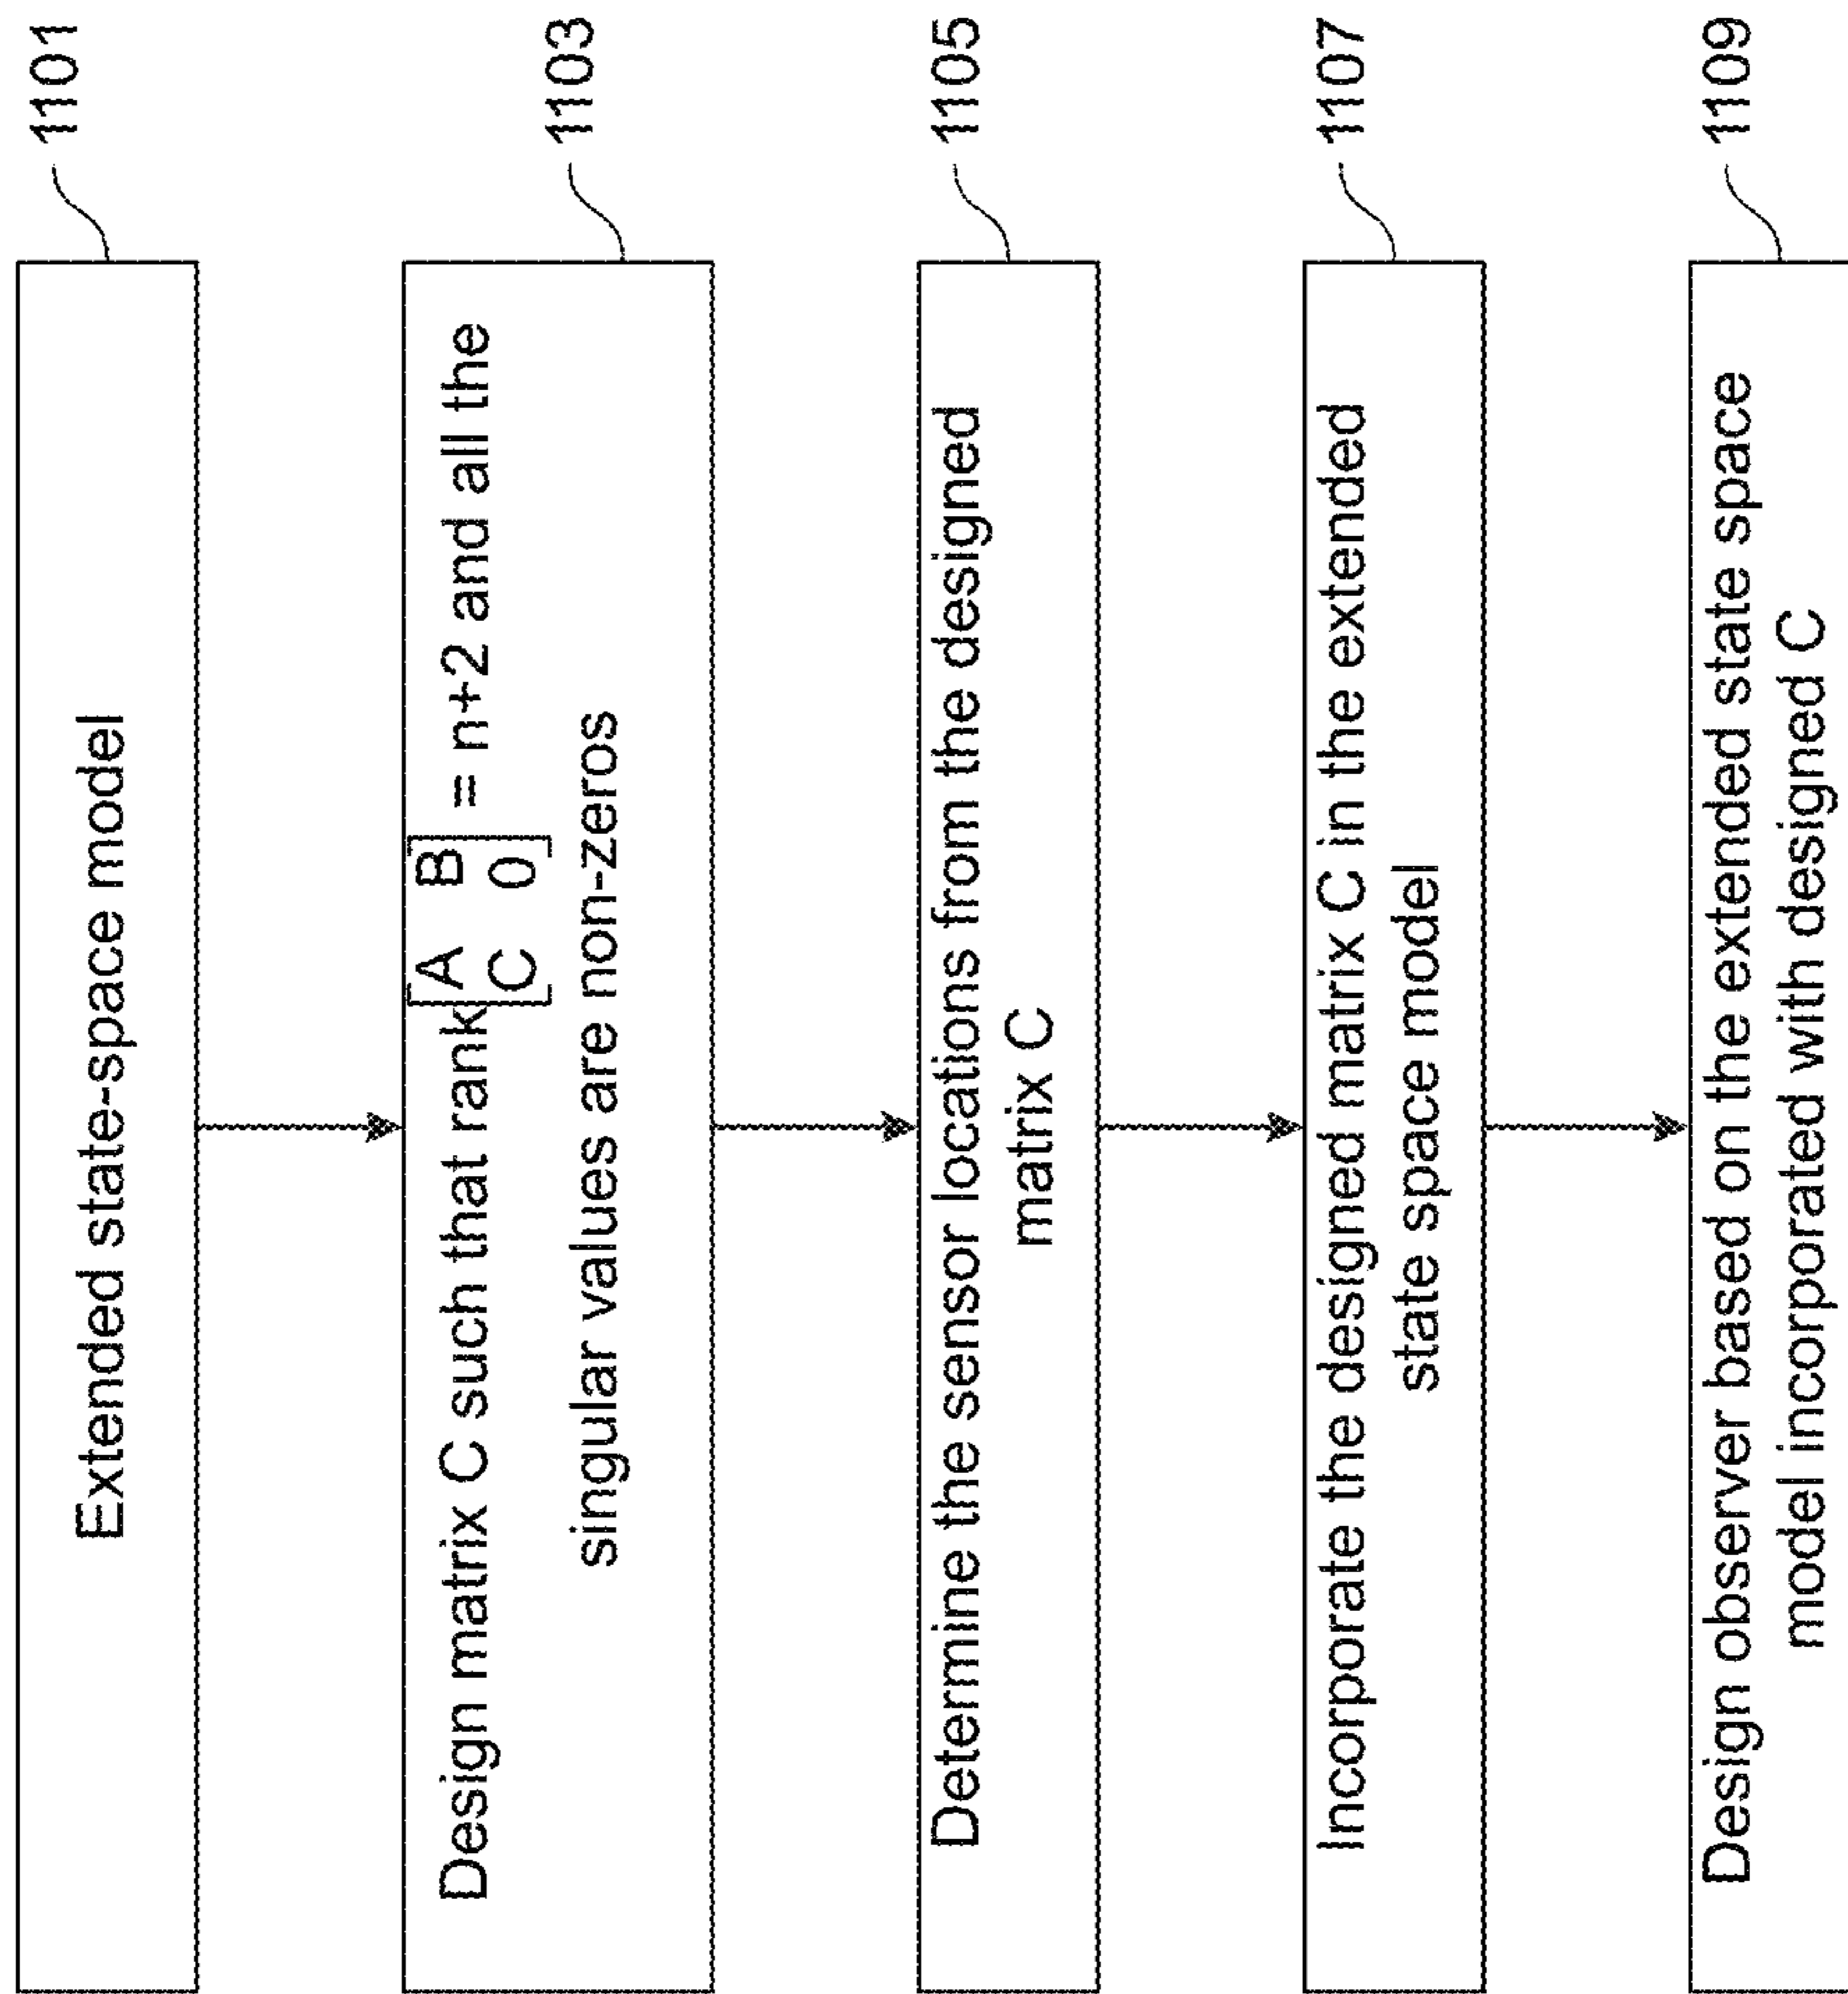 Extended state-space model
1101
Design matrix C such that rank [A B
C 0] = n+2 and all the
singular values are non-zeros
1103
Determine the sensor locations from the designed
matrix C
1105
Incorporate the designed matrix C in the extended
state space model
1107
Design observer based on the extended state space
model incorporated with designed C
1109